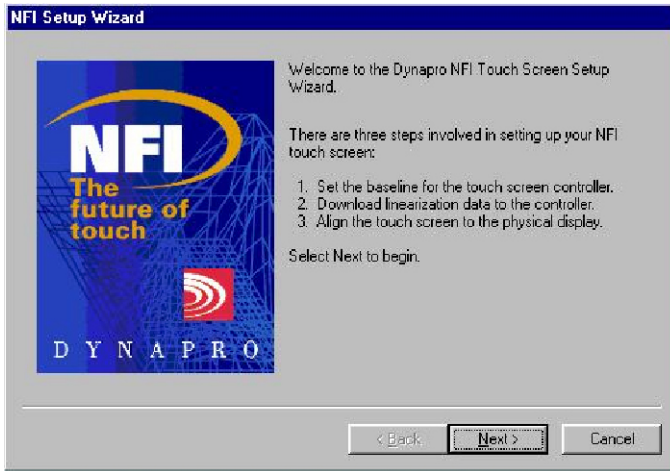 NFI Setup Wizard
NFI
The
future of
touch
D Y N A P R O
Welcome to the Dynapro NFI Touch Screen Setup
Wizard.
There are three steps involved in setting up your NFI
touch screen:
1. Set the baseline for the touch screen controller.
2. Download linearization data to the controller.
3. Align the touch screen to the physical display.
Select Next to begin.
< Back
Next >
Cancel